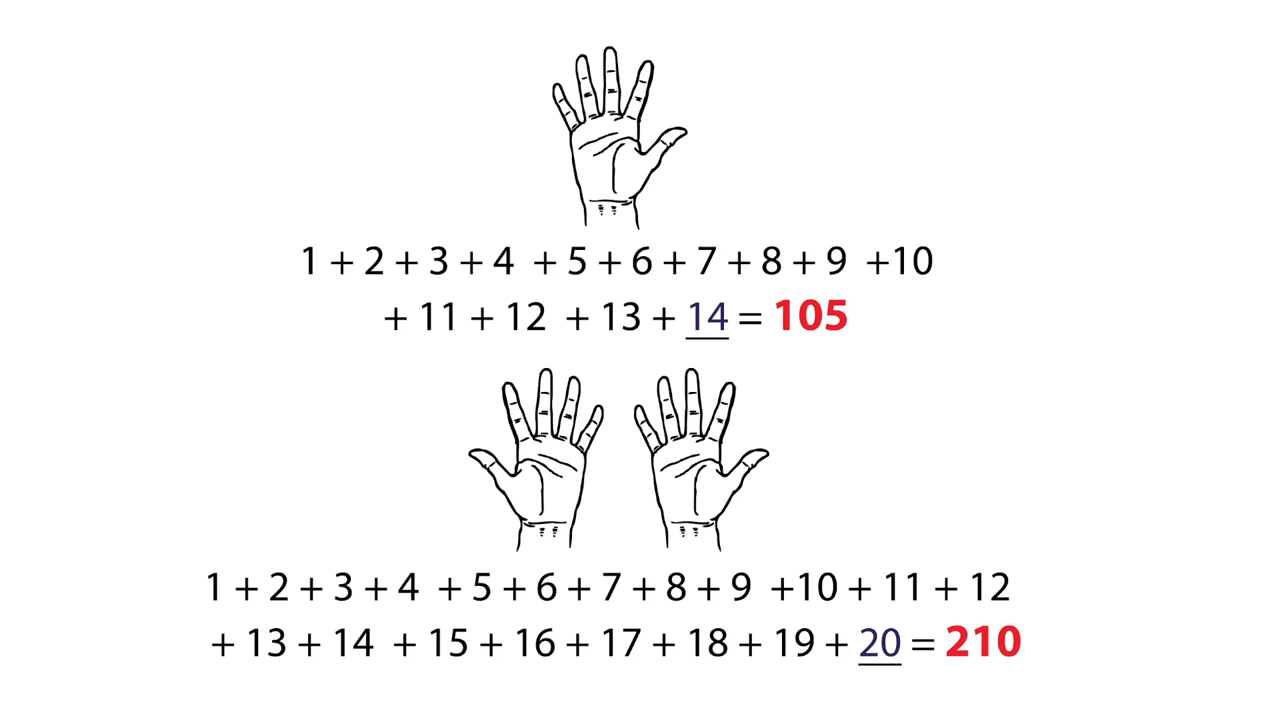 1 + 2 + 3 + 4 + 5 + 6 + 7 + 8 + 9 +10
+ 11 + 12 + 13 + 14 = 105
1 + 2 + 3 + 4 + 5 + 6 + 7 + 8 + 9 +10 + 11 + 12
+ 13 + 14 + 15 + 16 + 17 + 18 + 19 + 20 = 210